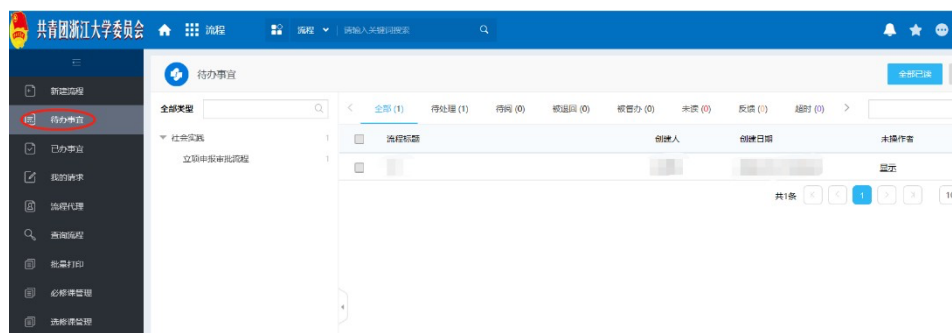 共青团浙江大学委员会 流程 流程 请输入关键词搜索
待办事宜 全部已读
新建流程
待办事宜
已办事宜
我的请求
流程代理
查询流程
批量打印
必修课管理
选修课管理
全部类型
社会实践 1
立项申报审批流程 1
全部 (1) 待处理 (1) 待阅 (0) 被退回 (0) 被督办 (0) 未读 (0) 反馈 (0) 超时 (0)
流程标题 创建人 创建日期 未操作者
显示
共1条 1 10